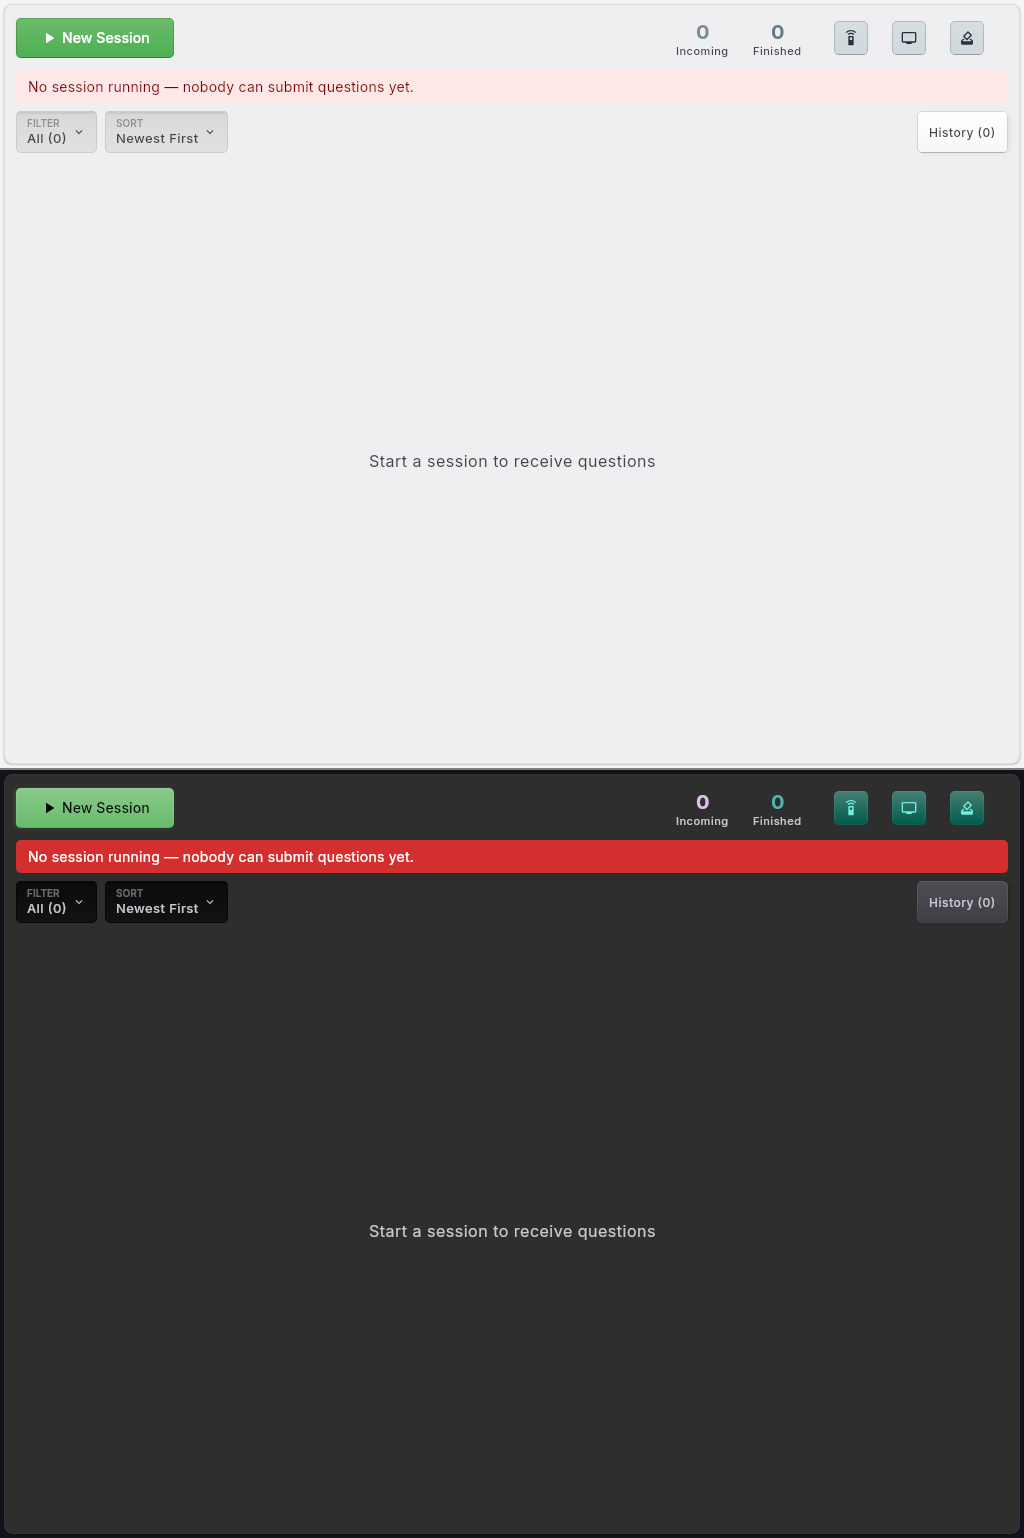 New Session
0
Incoming
0
Finished
No session running — nobody can submit questions yet.
FILTER
All (0)
SORT
Newest First
History (0)
Start a session to receive questions
New Session
0
Incoming
0
Finished
No session running — nobody can submit questions yet.
FILTER
All (0)
SORT
Newest First
History (0)
Start a session to receive questions